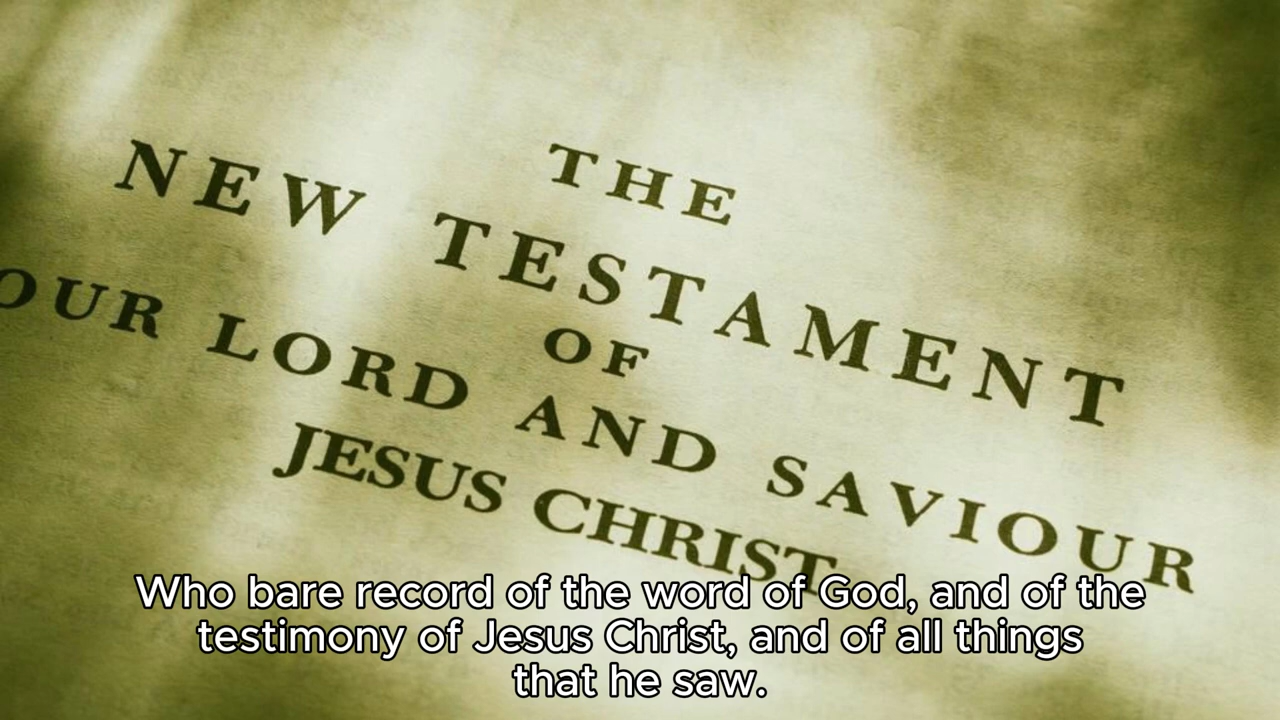 THE
NEW TESTAMENT
OF
OUR LORD AND SAVIOUR
JESUS CHRIST
Who bare record of the word of God, and of the
testimony of Jesus Christ, and of all things
that he saw.